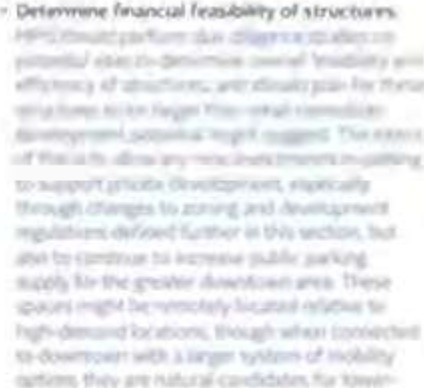 • Determine financial feasibility of structures.
should perform due diligence studies on
potential sites to determine overall feasibility and
efficiency of structures, and should plan for these
structures to be larger than
development potential might suggest. The intent
of this is to allow any new investments in parking
to support private development, especially
through changes to zoning and development
regulations defined further in this section, but
also to continue to increase public parking
supply for the greater downtown area. These
spaces might be remotely located relative to
high-demand locations, though when connected
to downtown with a larger system of mobility
options they are natural candidates for lower-